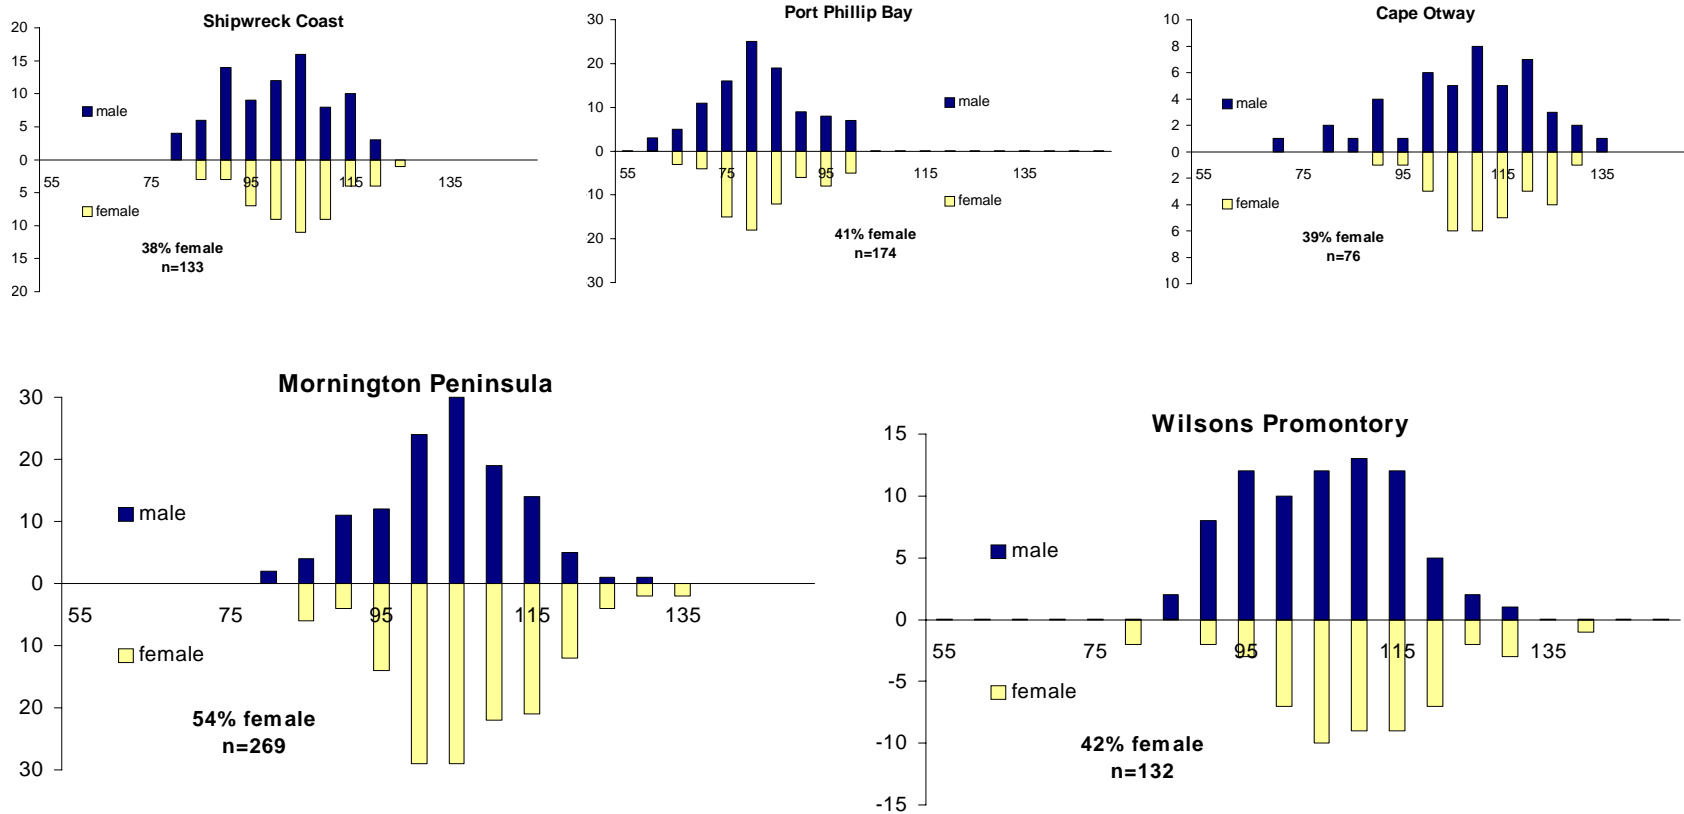 Shipwreck Coast
20
15
10
5
0
5
10
15
20
55
75
95
115
135
male
female
38% female
n=133
Port Phillip Bay
30
20
10
0
10
20
30
55
75
95
115
135
male
female
41% female
n=174
Cape Otway
10
8
6
4
2
0
2
4
6
8
10
55
75
95
115
135
male
female
39% female
n=76
Mornington Peninsula
30
20
10
0
10
20
30
55
75
95
115
135
male
female
54% female
n=269
Wilsons Promontory
15
10
5
0
-5
-10
-15
55
75
95
115
135
male
female
42% female
n=132